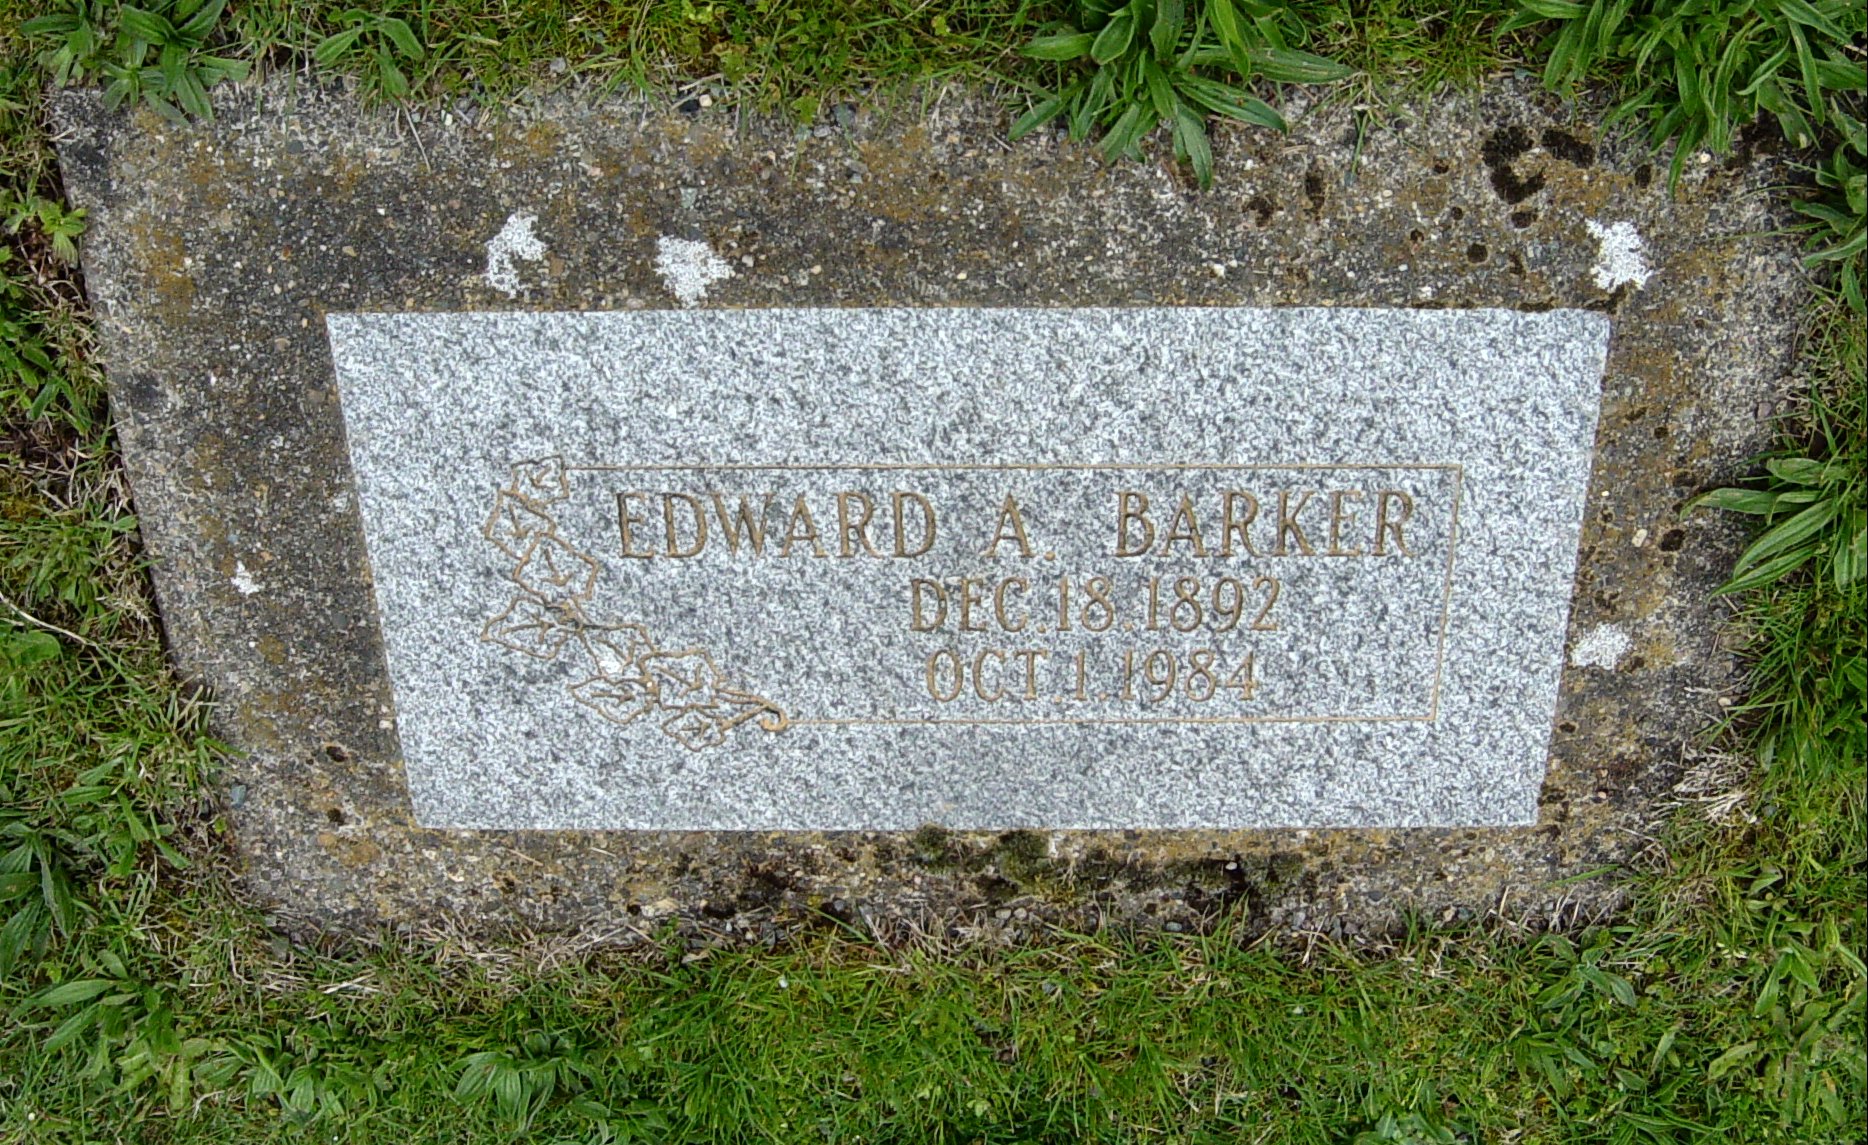 EDWARD A. BARKER
DEC.18.1892
OCT.1.1984